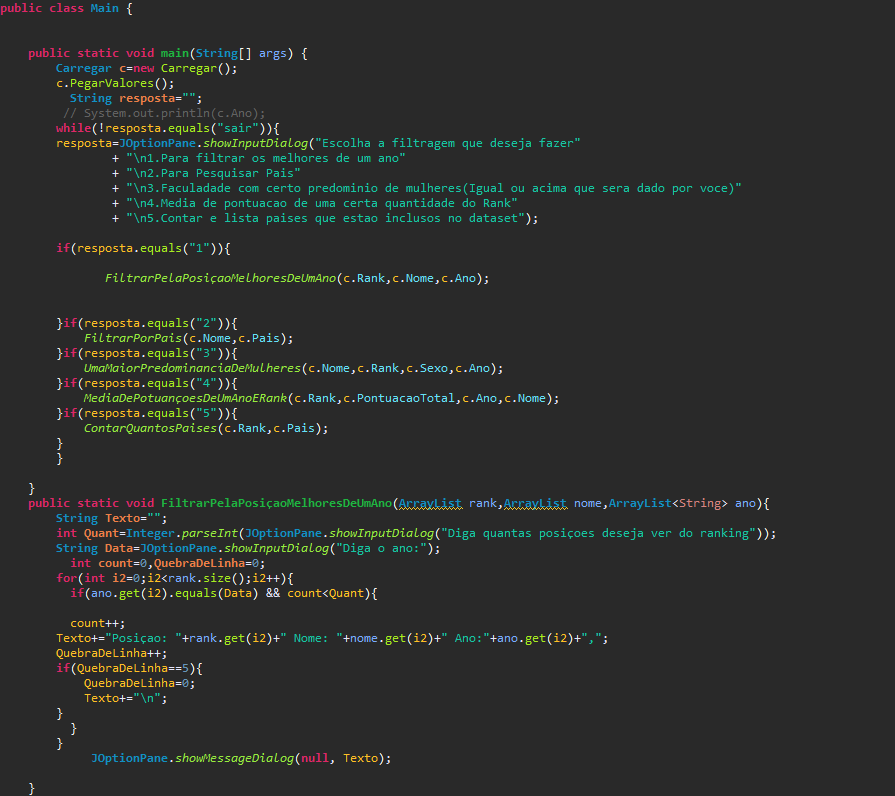 public class Main {
public static void main(String[] args) {
Carregar c=new Carregar();
c.PegarValores();
String resposta="";
// System.out.println(c.Ano);
while(!resposta.equals("sair")){
resposta=JOptionPane.showInputDialog("Escolha a filtragem que deseja fazer"
+ "\n1.Para filtrar os melhores de um ano"
+ "\n2.Para Pesquisar Pais"
+ "\n3.Faculadade com certo predominio de mulheres(Igual ou acima que sera dado por voce)"
+ "\n4.Media de pontuacao de uma certa quantidade do Rank"
+ "\n5.Contar e lista paises que estao inclusos no dataset");
if(resposta.equals("1")){
FiltrarPelaPosiçaoMelhoresDeUmAno(c.Rank,c.Nome,c.Ano);
}if(resposta.equals("2")){
FiltrarPorPais(c.Nome,c.Pais);
}if(resposta.equals("3")){
UmaMaiorPredominanciaDeMulheres(c.Nome,c.Rank,c.Sexo,c.Ano);
}if(resposta.equals("4")){
MediaDePotuançoesDeUmAnoERank(c.Rank,c.PontuacaoTotal,c.Ano,c.Nome);
}if(resposta.equals("5")){
ContarQuantosPaises(c.Rank,c.Pais);
}
}
}
public static void FiltrarPelaPosiçaoMelhoresDeUmAno(ArrayList rank,ArrayList nome,ArrayList<String> ano){
String Texto="";
int Quant=Integer.parseInt(JOptionPane.showInputDialog("Diga quantas posiçoes deseja ver do ranking"));
String Data=JOptionPane.showInputDialog("Diga o ano:");
int count=0,QuebraDeLinha=0;
for(int i2=0;i2<rank.size();i2++){
if(ano.get(i2).equals(Data) && count<Quant){
count++;
Texto+="Posiçao: "+rank.get(i2)+" Nome: "+nome.get(i2)+" Ano:"+ano.get(i2)+",";
QuebraDeLinha++;
if(QuebraDeLinha==5){
QuebraDeLinha=0;
Texto+="\n";
}
}
}
JOptionPane.showMessageDialog(null, Texto);
}